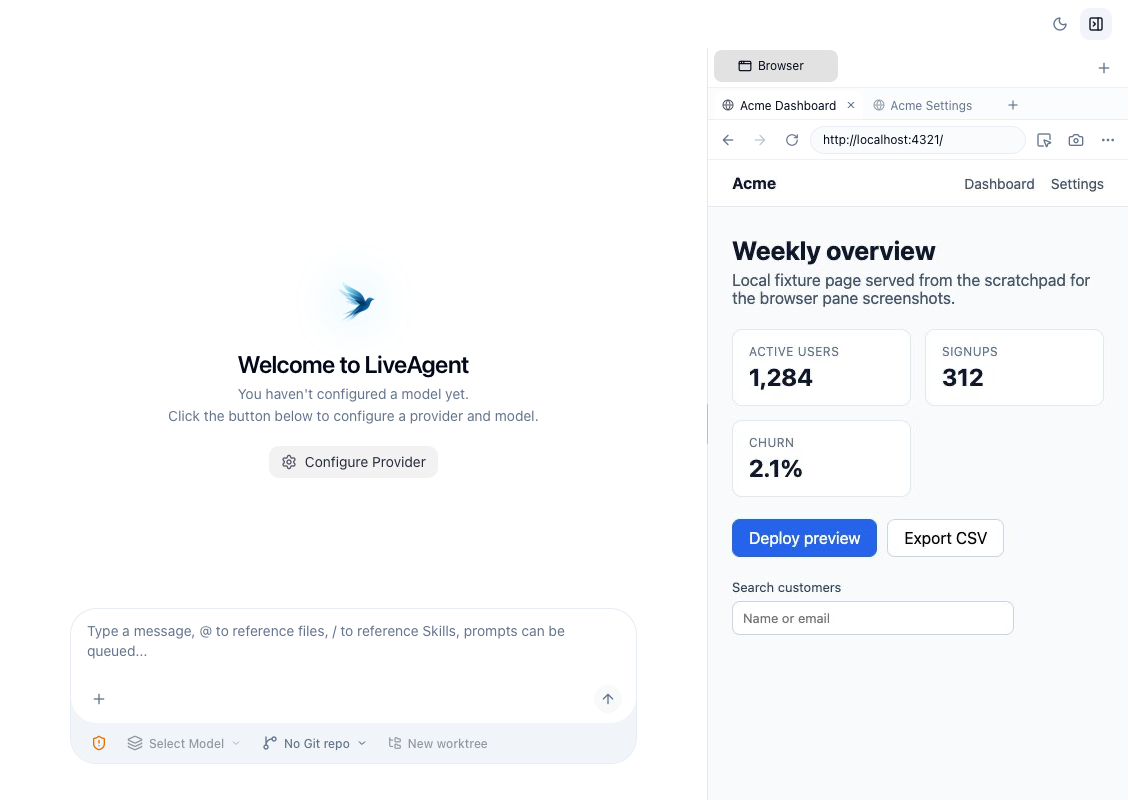 Browser
Acme Dashboard
Acme Settings
http://localhost:4321/
Acme
Dashboard
Settings
Weekly overview
Local fixture page served from the scratchpad for
the browser pane screenshots.
ACTIVE USERS
1,284
SIGNUPS
312
CHURN
2.1%
Deploy preview
Export CSV
Search customers
Name or email
Welcome to LiveAgent
You haven't configured a model yet.
Click the button below to configure a provider and model.
Configure Provider
Type a message, @ to reference files, / to reference Skills, prompts can be
queued...
Select Model
No Git repo
New worktree